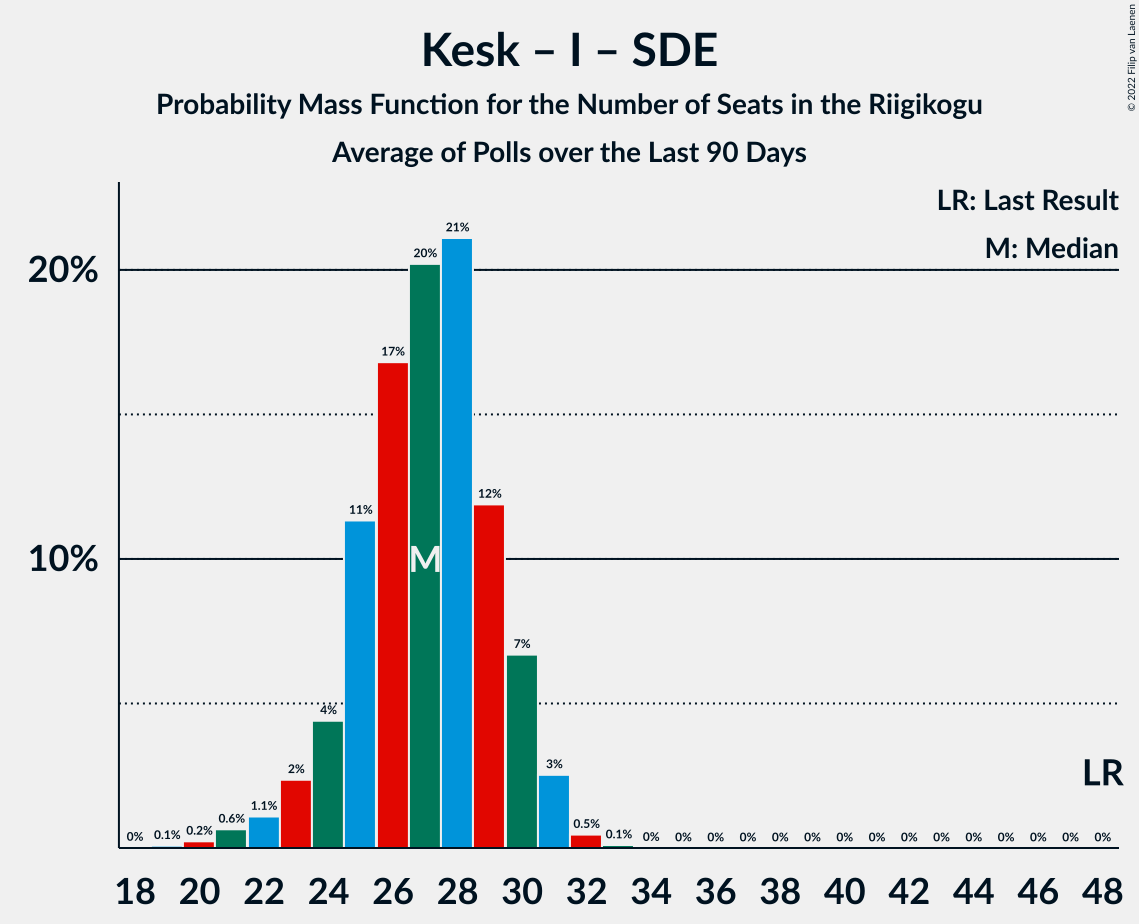 Kesk – I – SDE
Probability Mass Function for the Number of Seats in the Riigikogu
Average of Polls over the Last 90 Days
© 2022 Filip van Laenen
LR: Last Result
M: Median
20%
10%
0% 0.1% 0.2% 0.6% 1.1% 2% 4% 11% 17% 20% 21% 12% 7% 3% 0.5% 0.1% 0% 0% 0% 0% 0% 0% 0% 0% 0% 0% 0% 0% 0% 0% 0%
M
LR
18 20 22 24 26 28 30 32 34 36 38 40 42 44 46 48